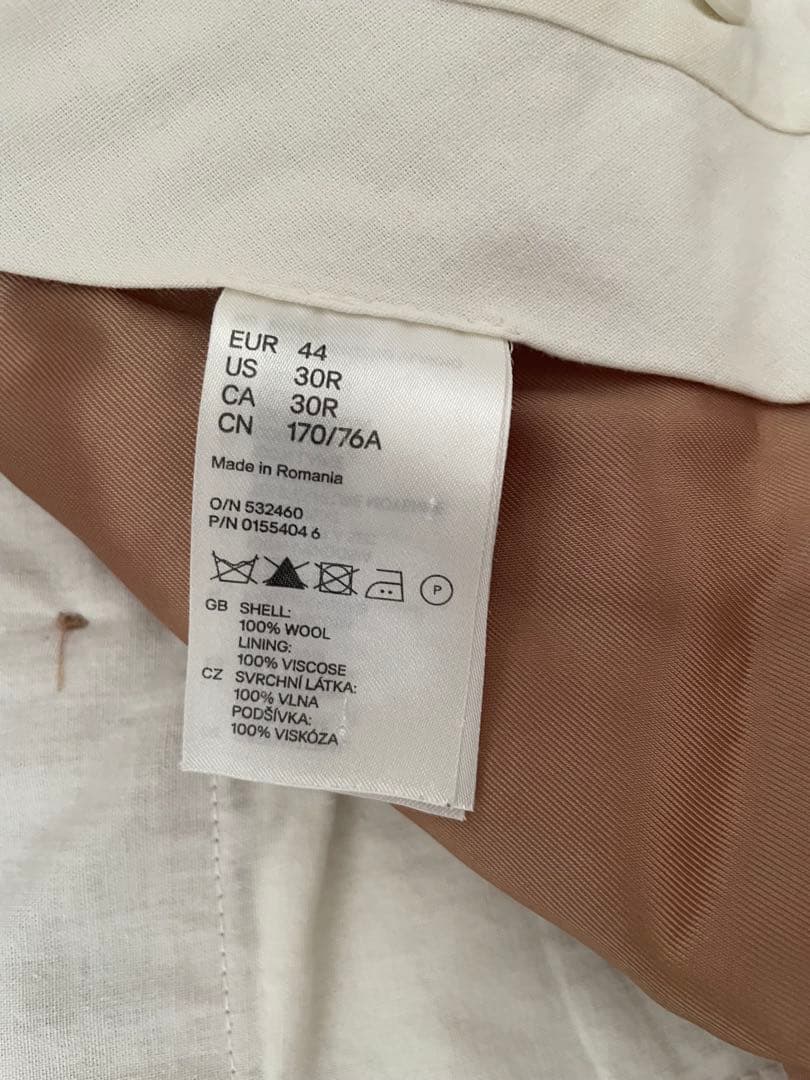 EUR 44
US 30R
CA 30R
CN 170/76A
Made in Romania
O/N 532460
P/N 0155404 6
P
GB SHELL:
100% WOOL
LINING:
100% VISCOSE
CZ SVRCHNÍ LÁTKA:
100% VLNA
PODŠÍVKA:
100% VISKÓZA